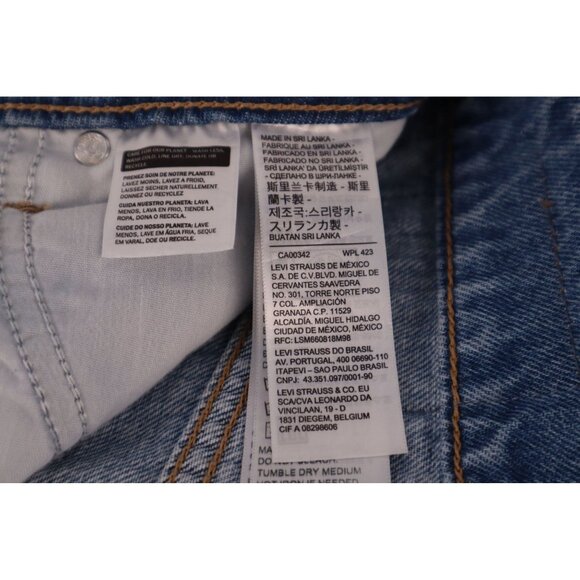 CARE FOR OUR PLANET: WASH LESS,
WASH COLD, LINE DRY, DONATE OR
RECYCLE
PRENEZ-SOIN DE NOTRE PLANETE:
LAVEZ MOINS, LAVEZ A FROID,
LAISSEZ SECHER NATURELLEMENT
DONNEZ OU RECYCLEZ
CUIDA NUESTRO PLANETA: LAVA
MENOS, LAVA EN FRIO, TIENDE LA
ROPA, DONA O RECICLA.
CUIDE DO NOSSO PLANETA: LAVE
MENOS, LAVE EM ÁGUA FRIA, SEQUE
EM VARAL, DOE OU RECICLE.
MADE IN SRI LANKA -
FABRIQUE AU SRI LANKA -
FABRICADO EN SRI LANKA -
FABRICADO NO SRI LANKA -
SRI LANKA'DA ÜRETİLMİŞTİR
- СДЕЛАНО В ШРИ-ЛАНКЕ -
斯里兰卡制造 - 斯里
蘭卡製 -
제조국:스리랑카 -
スリランカ製 -
BUATAN SRI LANKA
CA00342 WPL 423
LEVI STRAUSS DE MÉXICO
S.A. DE C.V.BLVD. MIGUEL DE
CERVANTES SAAVEDRA
NO. 301, TORRE NORTE PISO
7 COL. AMPLIACIÓN
GRANADA C.P. 11529
ALCALDÍA, MIGUEL HIDALGO
CIUDAD DE MÉXICO, MÉXICO
RFC: LSM660818M98
LEVI STRAUSS DO BRASIL
AV. PORTUGAL, 400 06690-110
ITAPEVI - SAO PAULO BRASIL
CNPJ: 43.351.097/0001-90
LEVI STRAUSS & CO. EU
SCA/CVA LEONARDO DA
VINCILAAN, 19 - D
1831 DIEGEM, BELGIUM
CIF A 08298606
DO NOT BLEACH.
TUMBLE DRY MEDIUM